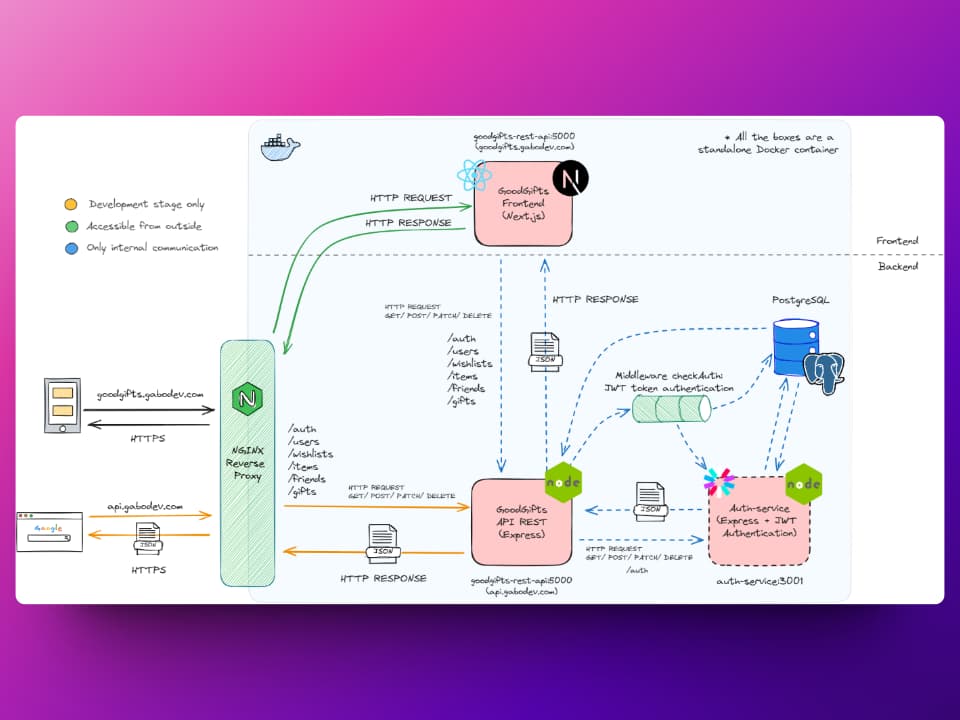 goodgifts-rest-api:5000
(goodgifts.gabodev.com)
* All the boxes are a
standalone Docker container
Development stage only
Accessible from outside
Only internal communication
HTTP REQUEST
HTTP RESPONSE
GoodGifts
Frontend
(Next.js)
N
Frontend
Backend
HTTP REQUEST
GET/ POST/ PATCH/ DELETE
/auth
/users
/wishlists
/items
/friends
/gifts
HTTP RESPONSE
JSON
PostgreSQL
Middleware checkAuth:
JWT token authentication
goodgifts.gabodev.com
HTTPS
N
NGINX
Reverse
Proxy
/auth
/users
/wishlists
/items
/friends
/gifts
HTTP REQUEST
GET/ POST/ PATCH/ DELETE
JSON
HTTP RESPONSE
api.gabodev.com
Google
JSON
HTTPS
node
GoodGifts
API REST
(Express)
goodgifts-rest-api:5000
(api.gabodev.com)
JSON
HTTP REQUEST
GET/ POST/ PATCH/ DELETE
/auth
node
Auth-service
(Express + JWT
Authentication)
auth-service:3001